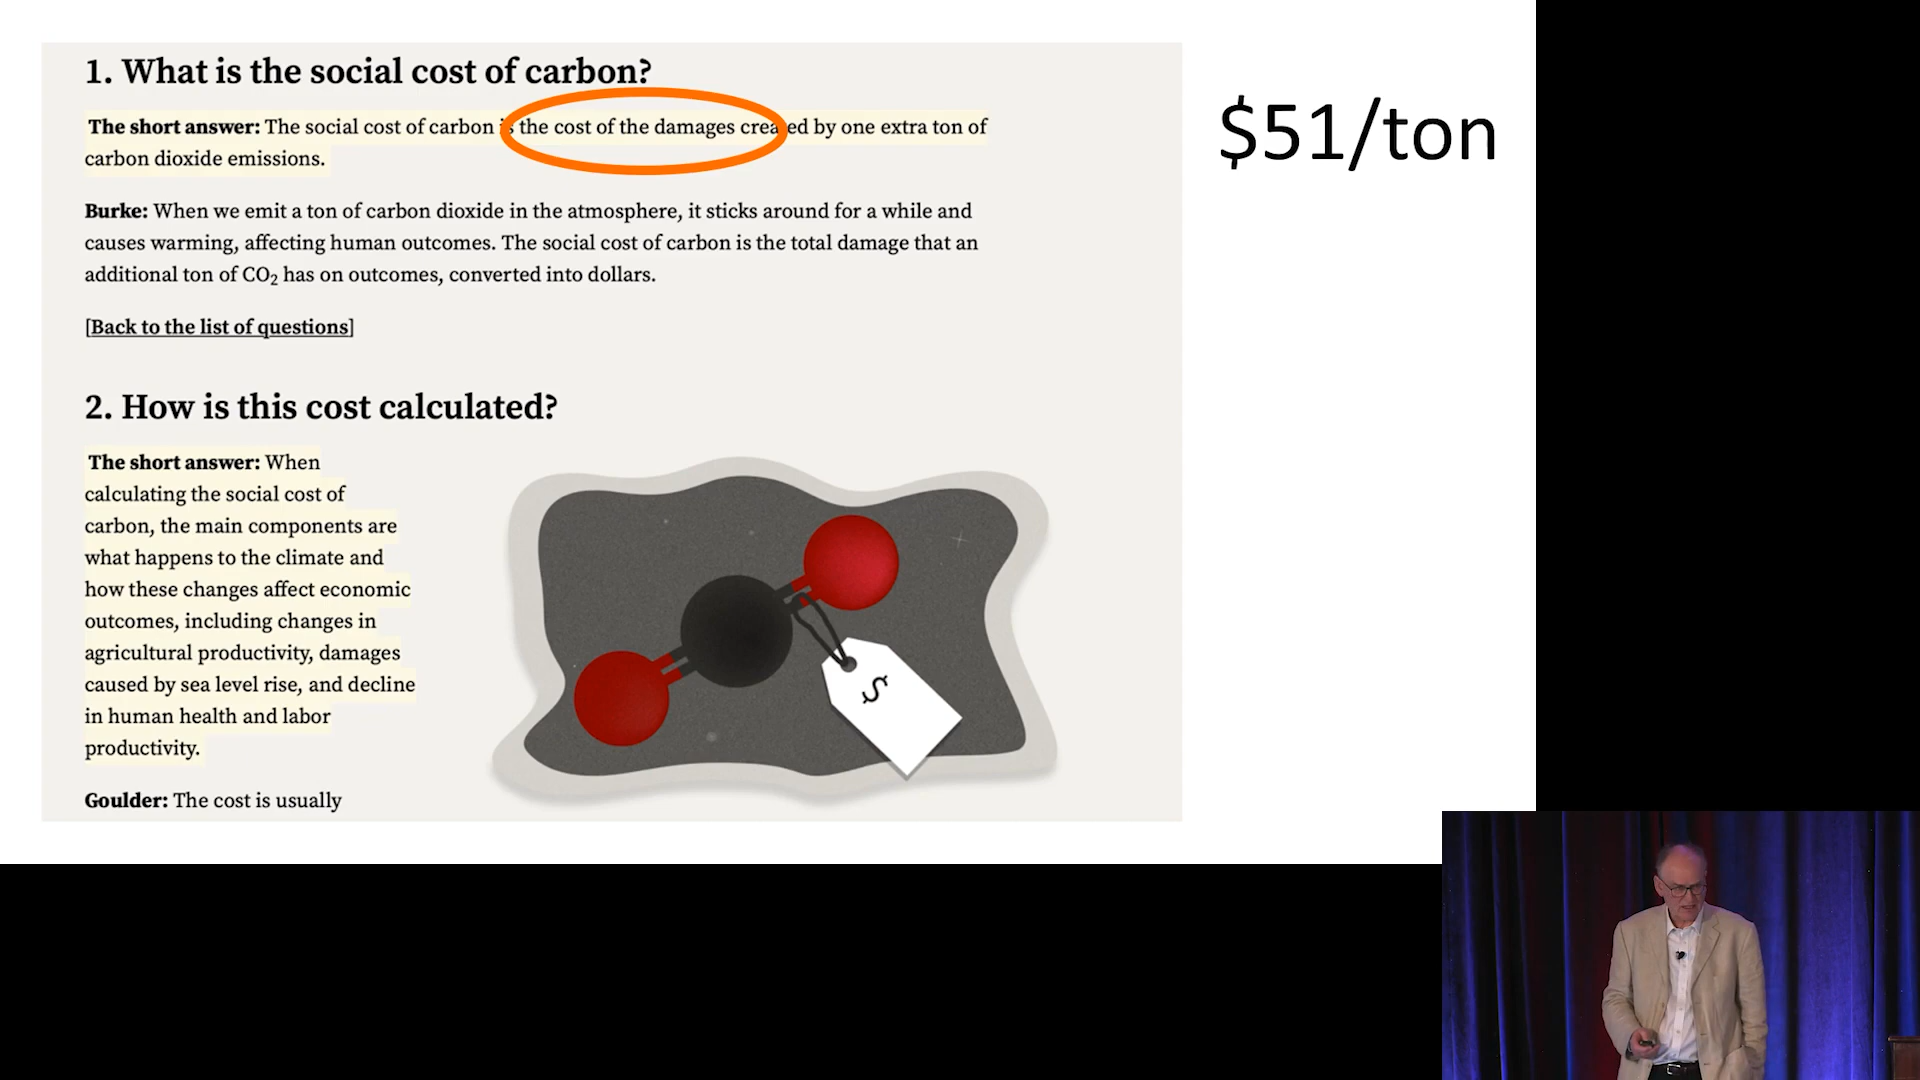 1. What is the social cost of carbon?
The short answer: The social cost of carbon is the cost of the damages created by one extra ton of
carbon dioxide emissions.
Burke: When we emit a ton of carbon dioxide in the atmosphere, it sticks around for a while and
causes warming, affecting human outcomes. The social cost of carbon is the total damage that an
additional ton of CO₂ has on outcomes, converted into dollars.
[Back to the list of questions]
2. How is this cost calculated?
The short answer: When
calculating the social cost of
carbon, the main components are
what happens to the climate and
how these changes affect economic
outcomes, including changes in
agricultural productivity, damages
caused by sea level rise, and decline
in human health and labor
productivity.
Goulder: The cost is usually
$
$51/ton